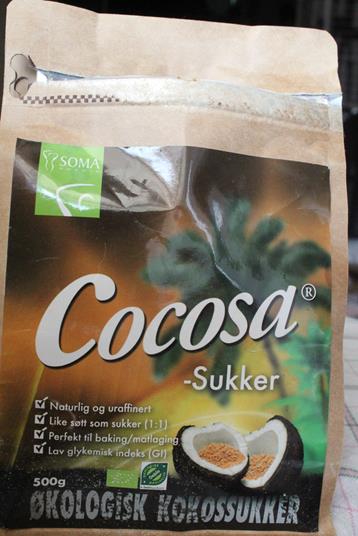 SOMA
Cocosa®
-Sukker
Naturlig og uraffinert
Like søtt som sukker (1:1)
Perfekt til baking/matlaging
Lav glykemisk indeks (GI)
500g
ØKOLOGISK KOKOSSUKKER